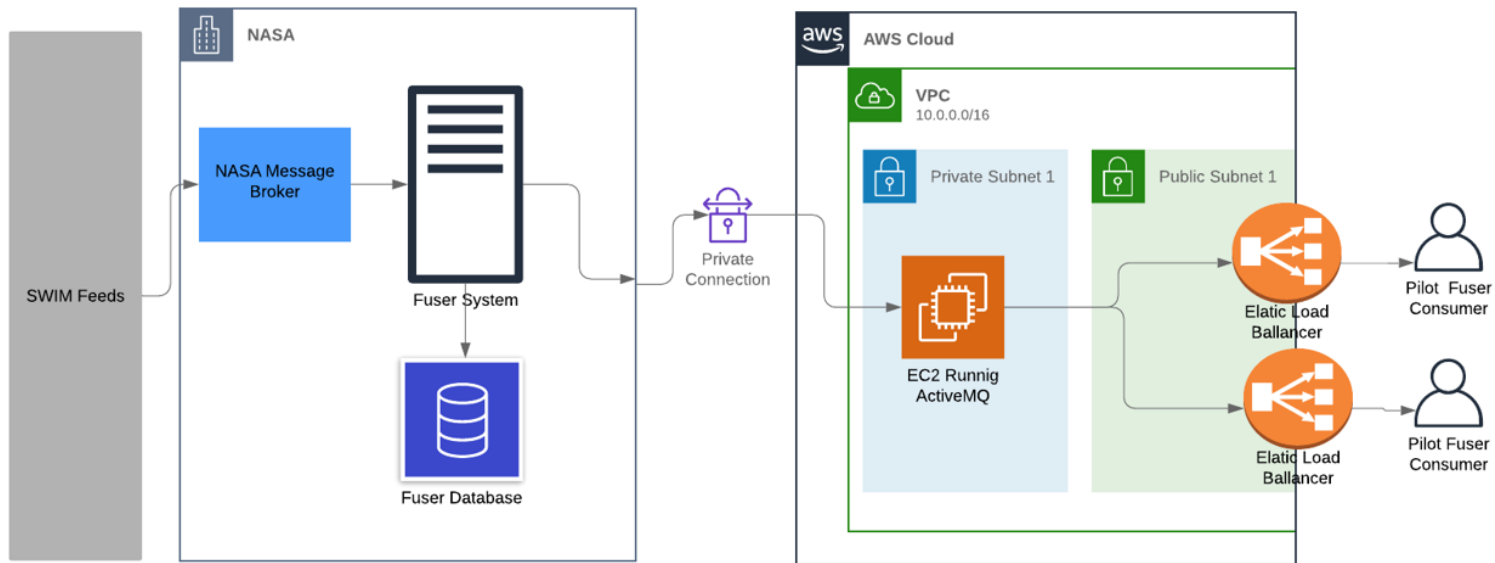 NASA
aws
AWS Cloud
VPC
10.0.0.0/16
NASA Message
Broker
Private Subnet 1
Public Subnet 1
SWIM Feeds
Fuser System
Private
Connection
Pilot Fuser
Consumer
Elatic Load
Ballancer
EC2 Runnig
ActiveMQ
Fuser Database
Elatic Load
Ballancer
Pilot Fuser
Consumer